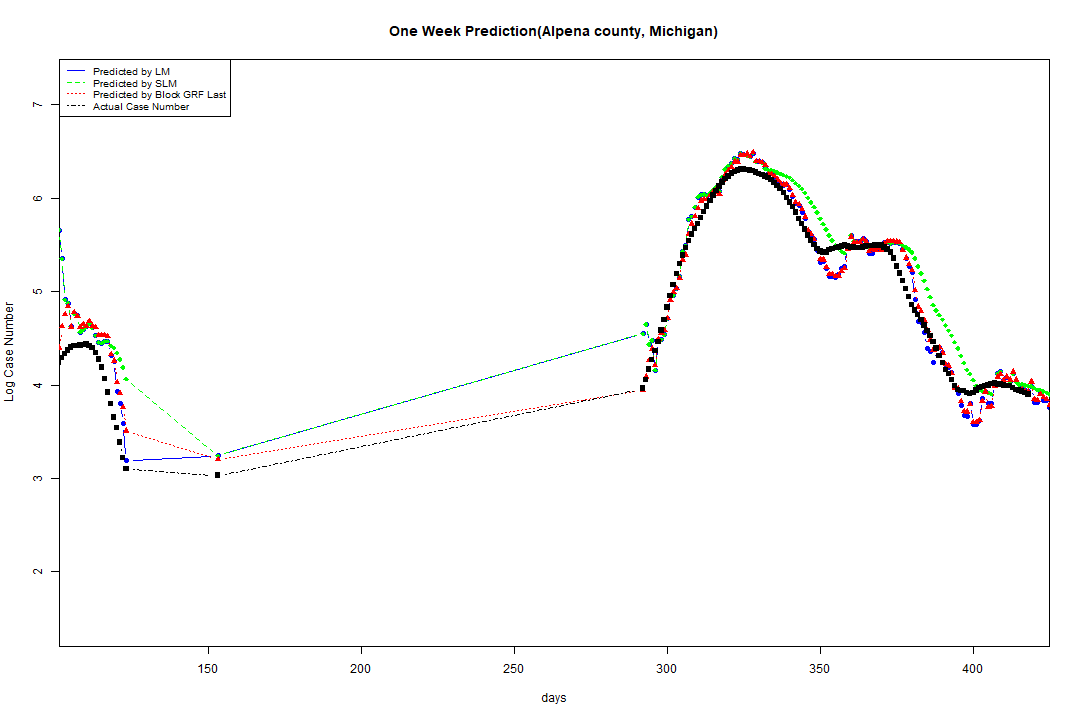 One Week Prediction(Alpena county, Michigan)
Predicted by LM
Predicted by SLM
Predicted by Block GRF Last
Actual Case Number
7
6
5
4
3
2
Log Case Number
150
200
250
300
350
400
days